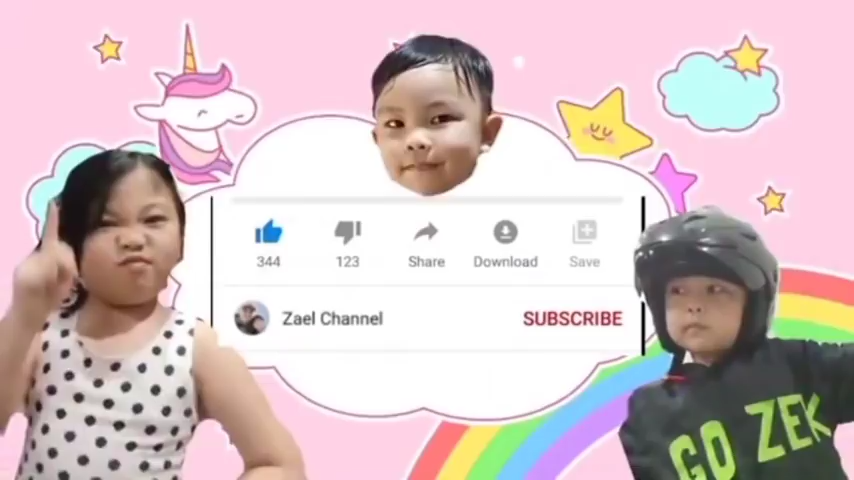 344
123
Share
Download
Save
Zael Channel
SUBSCRIBE
GO ZEK